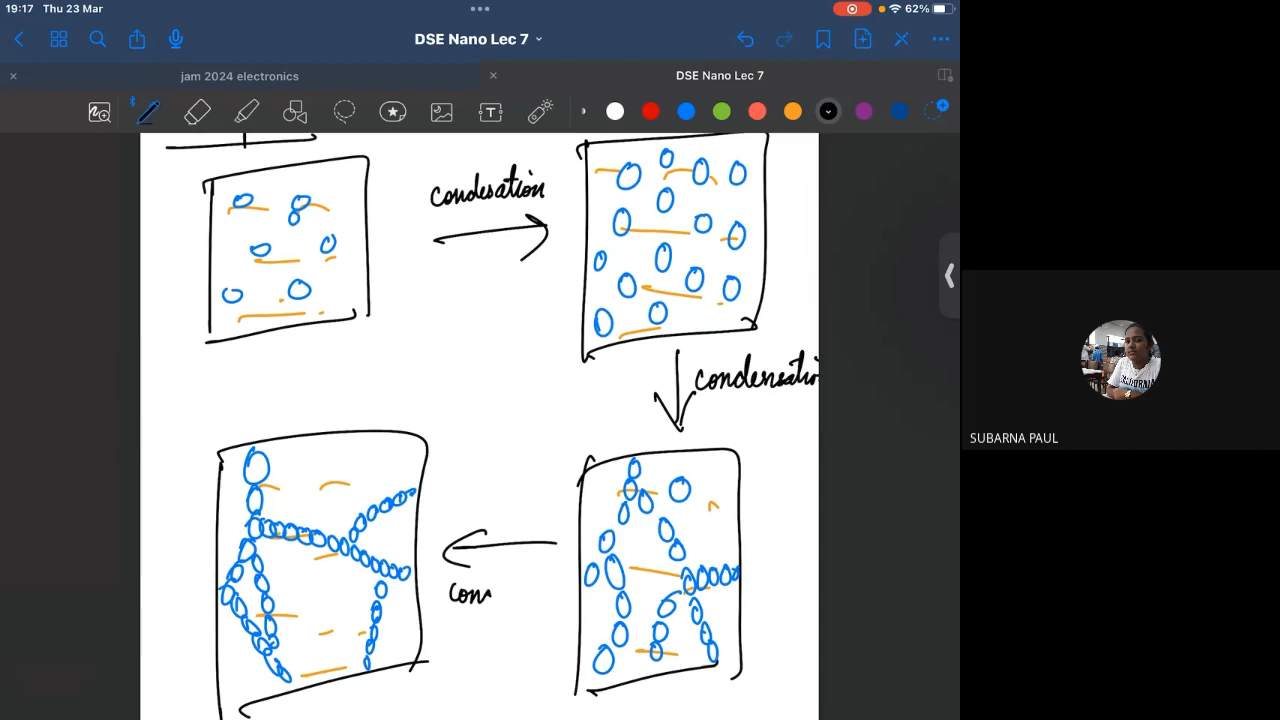 19:17 Thu 23 Mar
62%
DSE Nano Lec 7
jam 2024 electronics
DSE Nano Lec 7
condesation
condensatio
con
SUBARNA PAUL